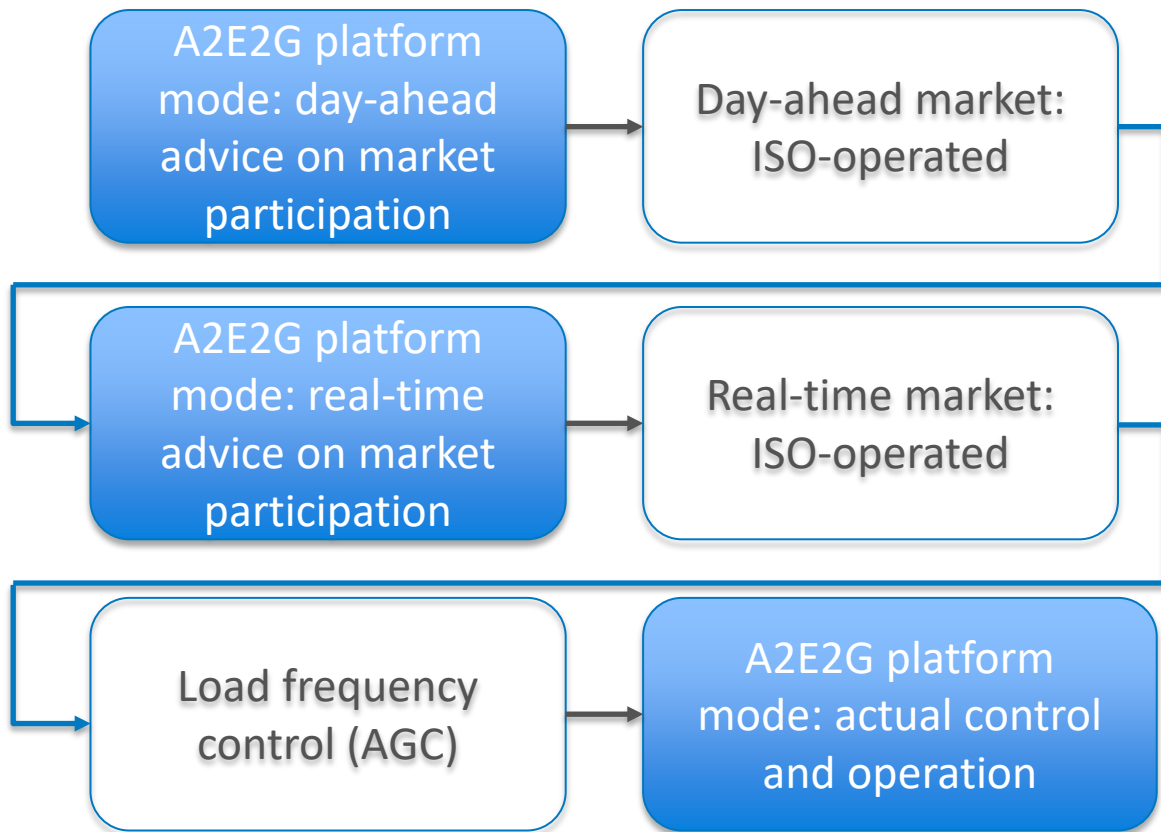 A2E2G platform
mode: day-ahead
advice on market
participation
Day-ahead market:
ISO-operated
A2E2G platform
mode: real-time
advice on market
participation
Real-time market:
ISO-operated
Load frequency
control (AGC)
A2E2G platform
mode: actual control
and operation